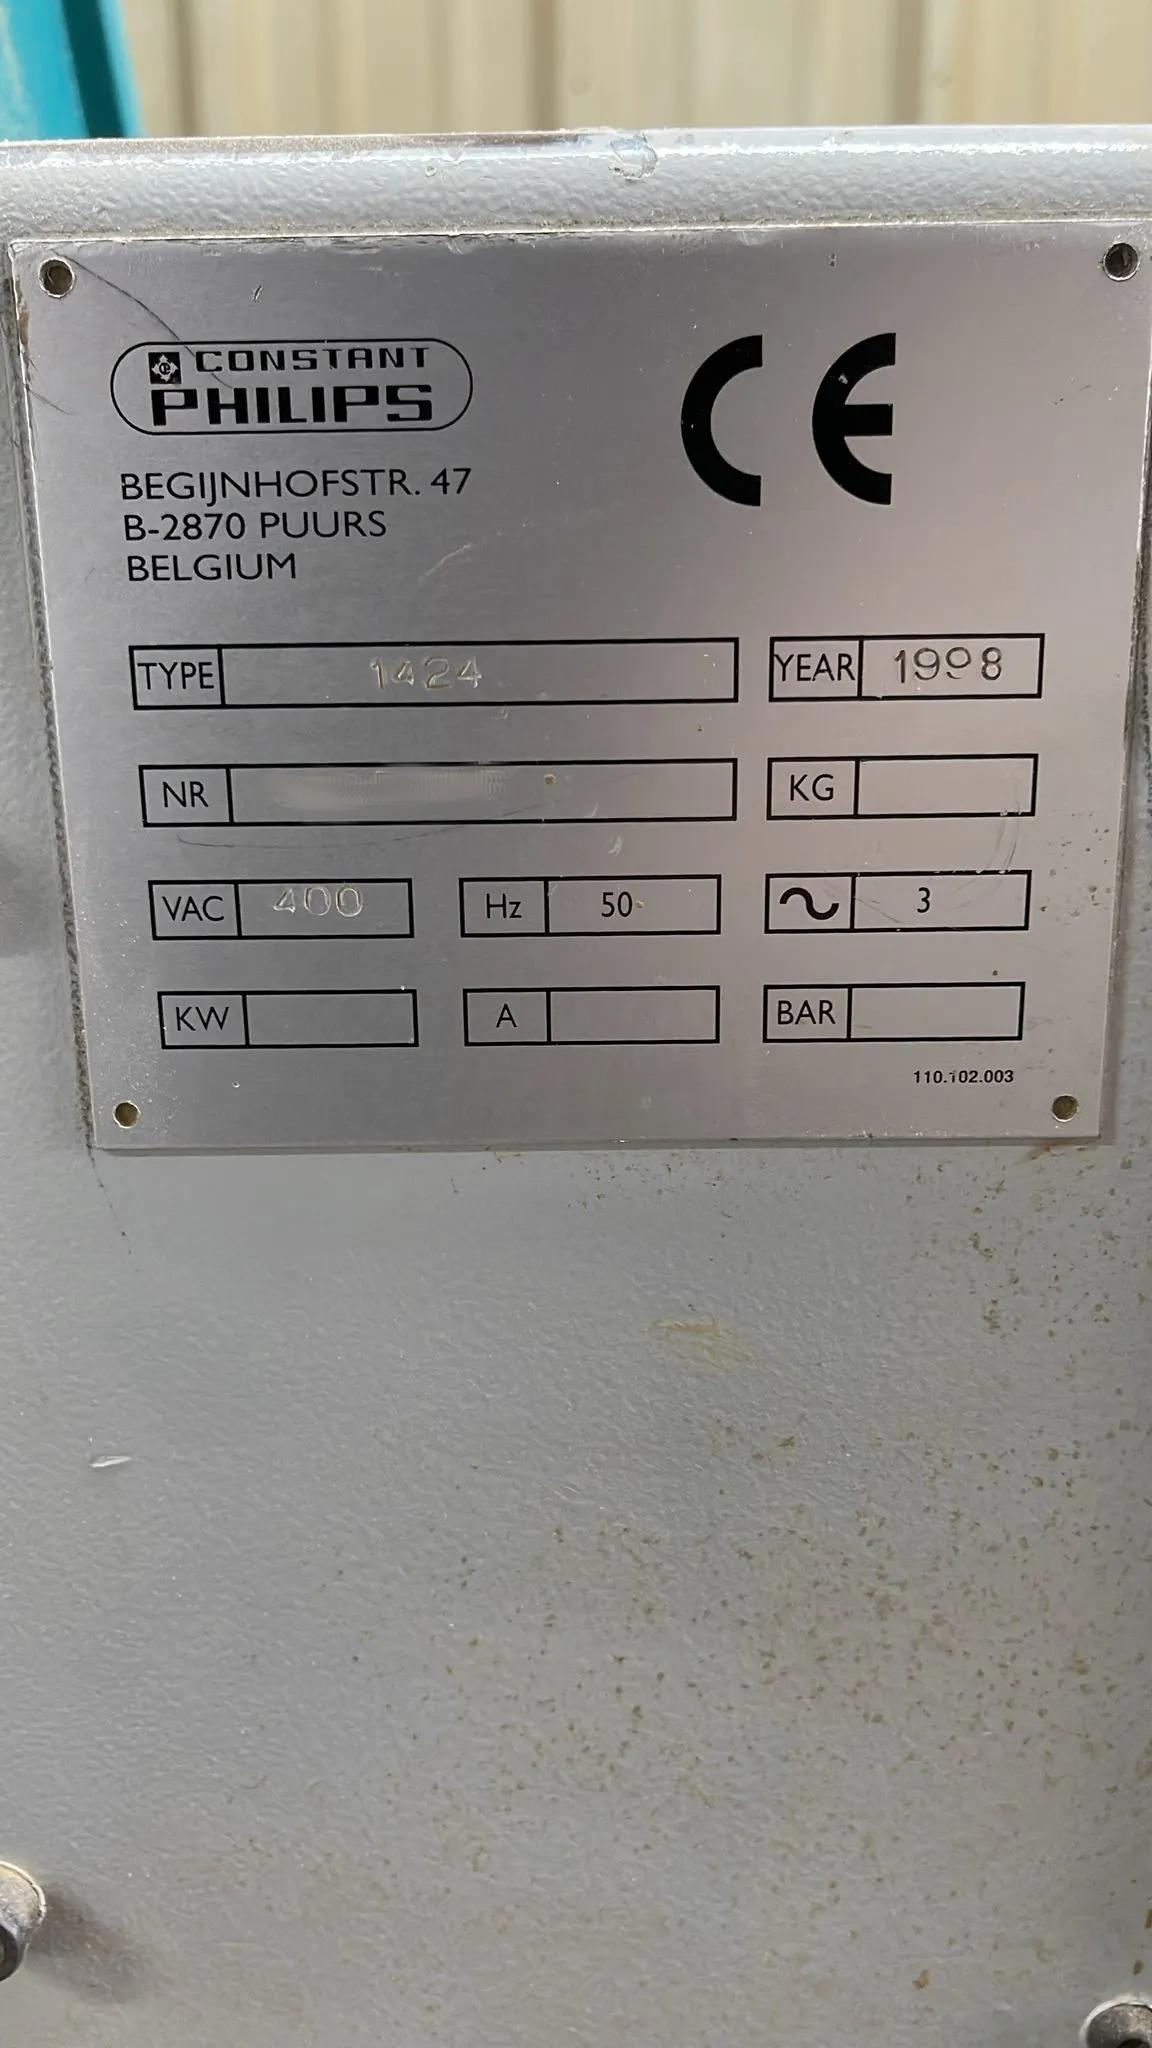 CONSTANT
PHILIPS
CE
BEGIJNHOFSTR. 47
B-2870 PUURS
BELGIUM
TYPE 1424 YEAR 1998
NR KG
VAC 400 Hz 50 ~ 3
KW A BAR
110.102.003